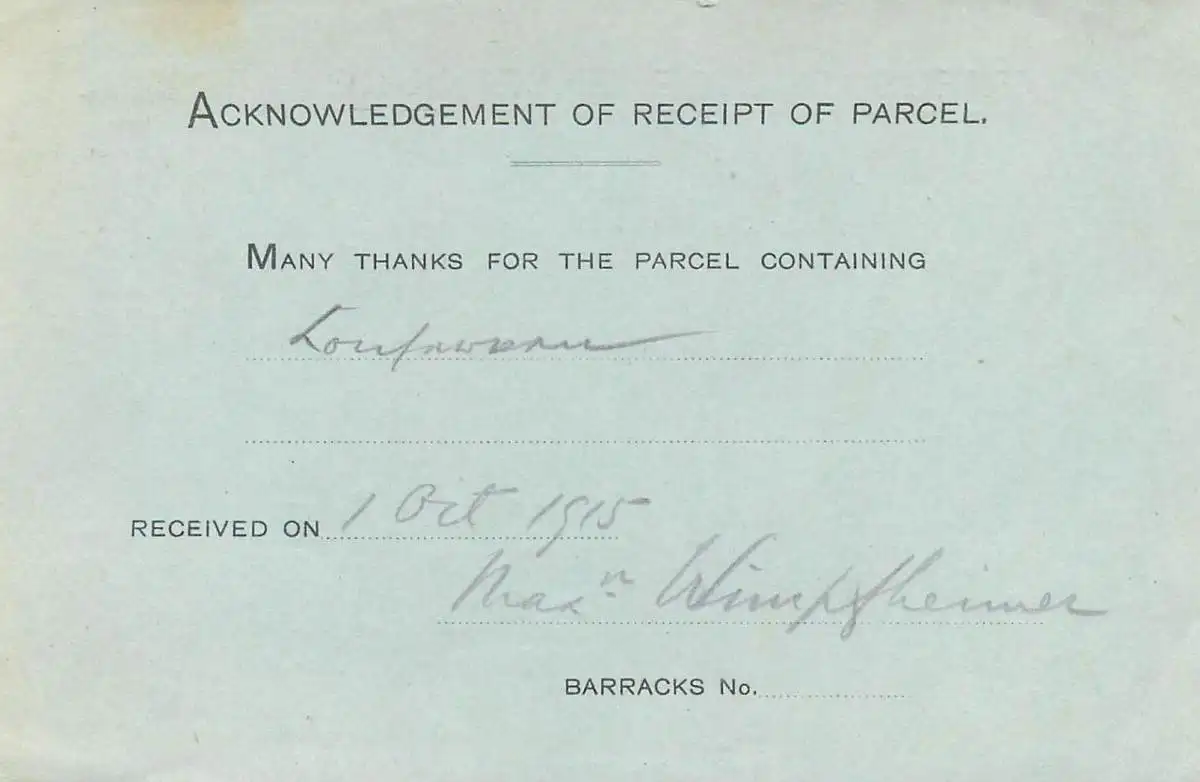 ACKNOWLEDGEMENT OF RECEIPT OF PARCEL.
MANY THANKS FOR THE PARCEL CONTAINING
RECEIVED ON 1 Oct 1915
Maxn Wimpfheimer
BARRACKS No.